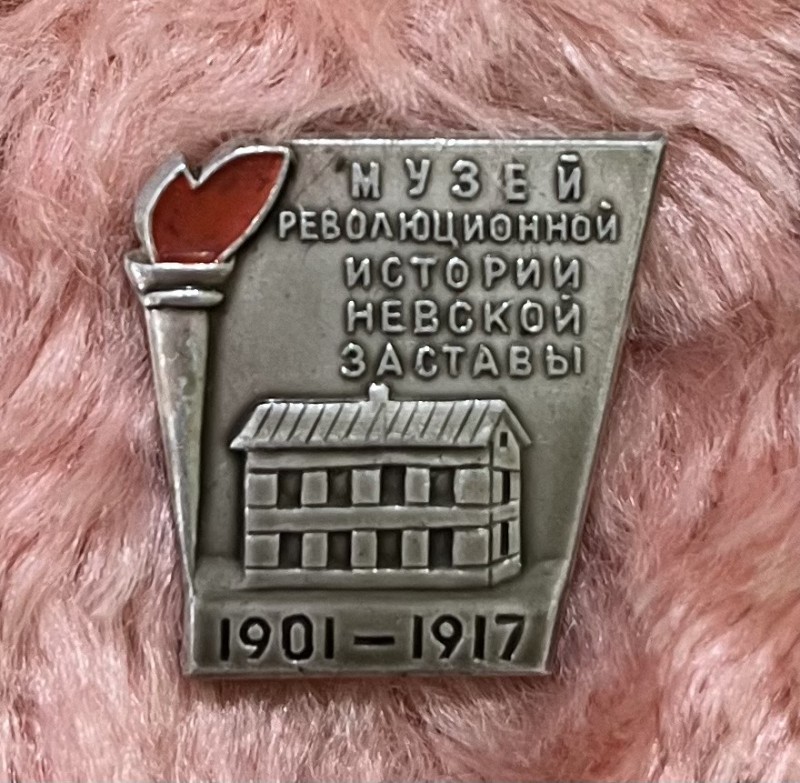 МУЗЕЙ
РЕВОЛЮЦИОННОЙ
ИСТОРИИ
НЕВСКОЙ
ЗАСТАВЫ
1901–1917